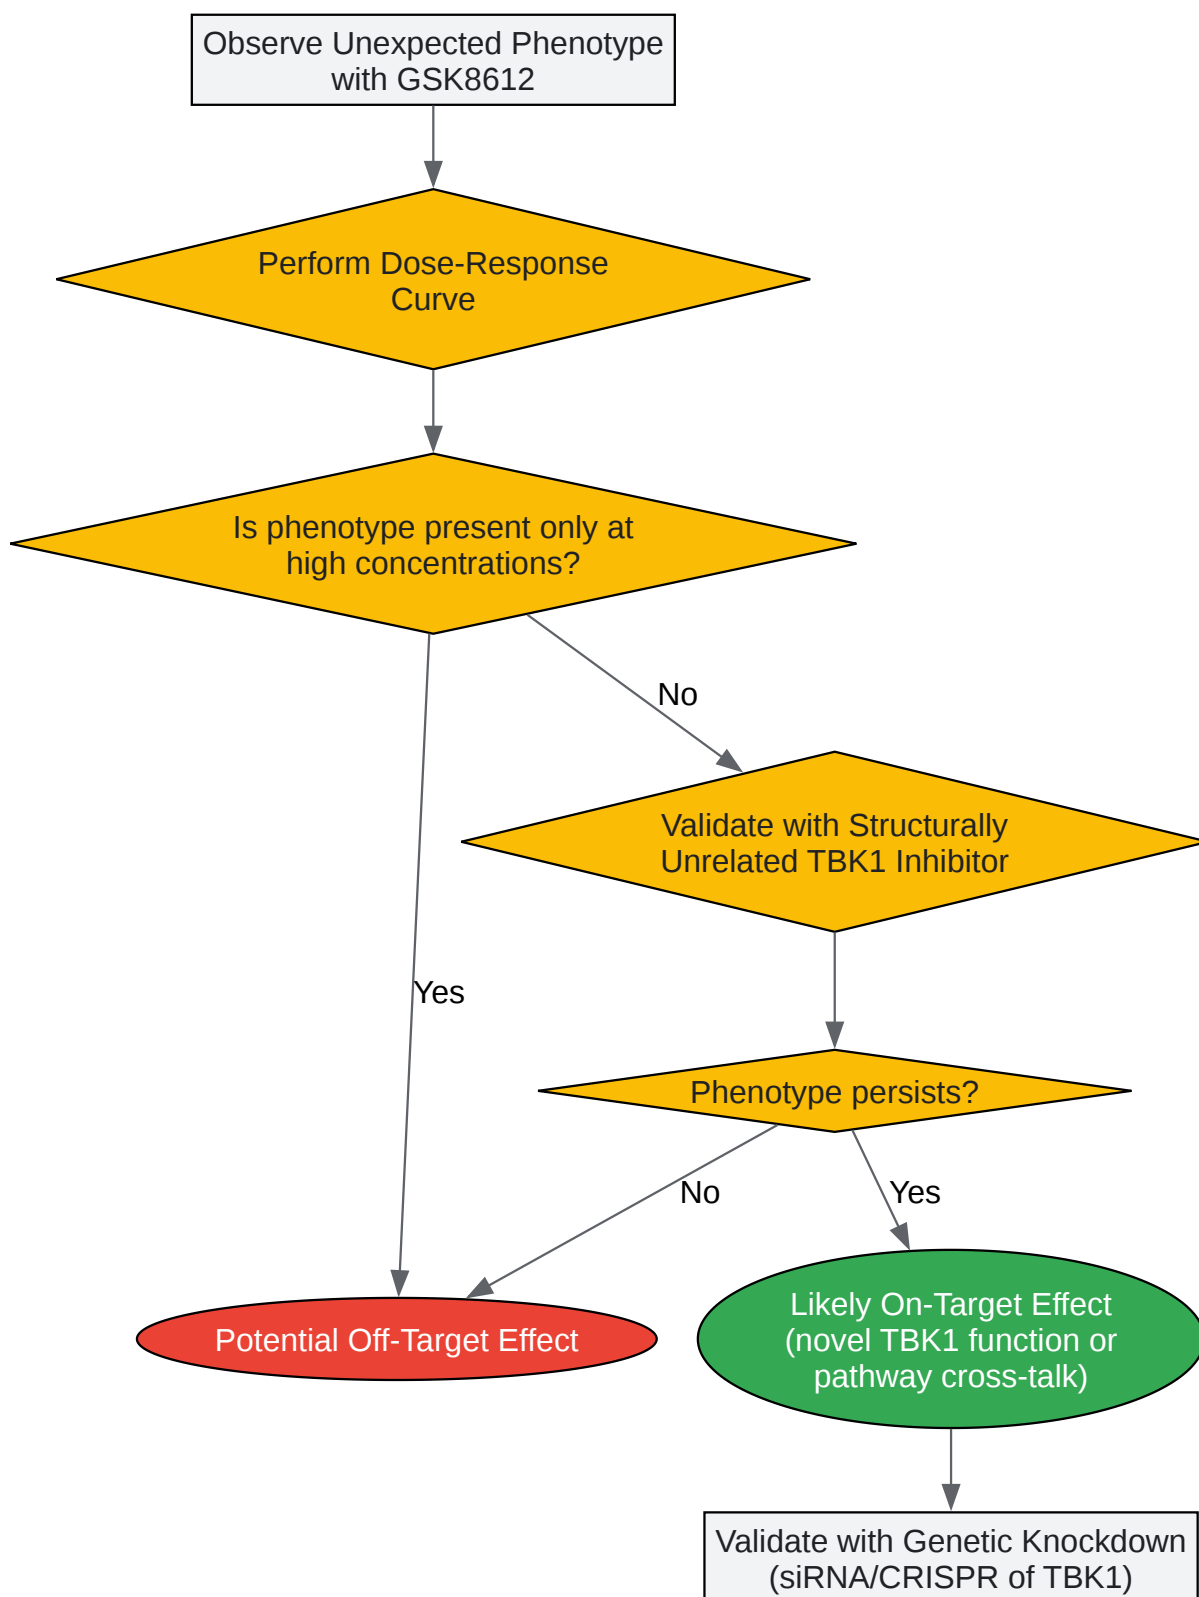 Observe Unexpected Phenotype
with GSK8612
Perform Dose-Response
Curve
Is phenotype present only at
high concentrations?
No
Validate with Structurally
Unrelated TBK1 Inhibitor
Yes
Phenotype persists?
No
Yes
Potential Off-Target Effect
Likely On-Target Effect
(novel TBK1 function or
pathway cross-talk)
Validate with Genetic Knockdown
(siRNA/CRISPR of TBK1)